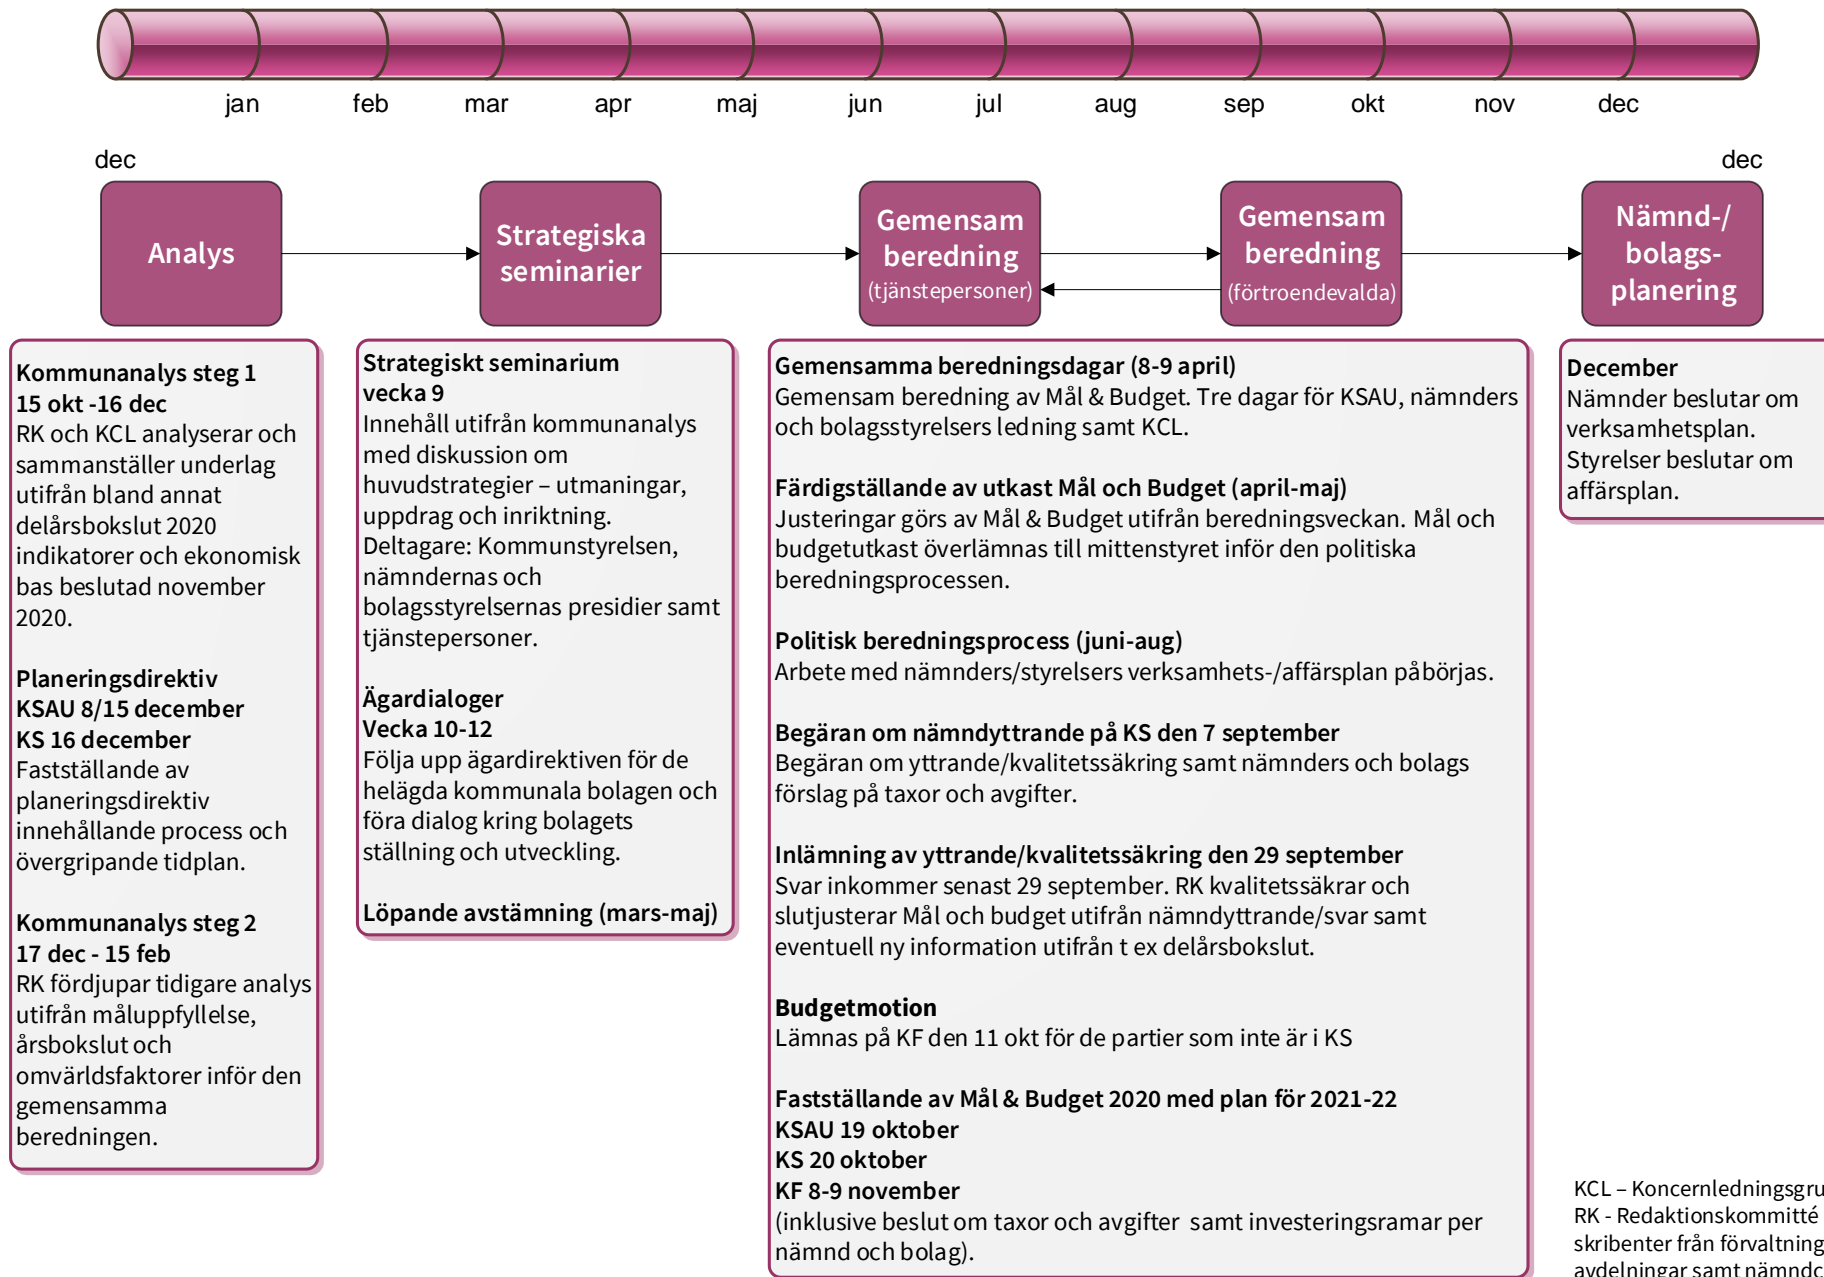 jan feb mar apr maj jun jul aug sep okt nov dec
dec dec
Analys
Strategiska
seminarier
Gemensam
beredning
(tjänstepersoner)
Gemensam
beredning
(förtroendevalda)
Nämnd-/
bolags-
planering
Kommunanalys steg 1
15 okt -16 dec
RK och KCL analyserar och
sammanställer underlag
utifrån bland annat
delårsbokslut 2020
indikatorer och ekonomisk
bas beslutad november
2020.
Planeringsdirektiv
KSAU 8/15 december
KS 16 december
Fastställande av
planeringsdirektiv
innehållande process och
övergripande tidplan.
Kommunanalys steg 2
17 dec - 15 feb
RK fördjupar tidigare analys
utifrån måluppfyllelse,
årsbokslut och
omvärldsfaktorer inför den
gemensamma
beredningen.
Strategiskt seminarium
vecka 9
Innehåll utifrån kommunanalys
med diskussion om
huvudstrategier – utmaningar,
uppdrag och inriktning.
Deltagare: Kommunstyrelsen,
nämndernas och
bolagsstyrelsernas presidier samt
tjänstepersoner.
Ägardialoger
Vecka 10-12
Följa upp ägardirektiven för de
helägda kommunala bolagen och
föra dialog kring bolagets
ställning och utveckling.
Löpande avstämning (mars-maj)
Gemensamma beredningsdagar (8-9 april)
Gemensam beredning av Mål & Budget. Tre dagar för KSAU, nämnders
och bolagsstyrelsers ledning samt KCL.
Färdigställande av utkast Mål och Budget (april-maj)
Justeringar görs av Mål & Budget utifrån beredningsveckan. Mål och
budgetutkast överlämnas till mittenstyret inför den politiska
beredningsprocessen.
Politisk beredningsprocess (juni-aug)
Arbete med nämnders/styrelsers verksamhets-/affärsplan påbörjas.
Begäran om nämndyttrande på KS den 7 september
Begäran om yttrande/kvalitetssäkring samt nämnders och bolags
förslag på taxor och avgifter.
Inlämning av yttrande/kvalitetssäkring den 29 september
Svar inkommer senast 29 september. RK kvalitetssäkrar och
slutjusterar Mål och budget utifrån nämndyttrande/svar samt
eventuell ny information utifrån t ex delårsbokslut.
Budgetmotion
Lämnas på KF den 11 okt för de partier som inte är i KS
Fastställande av Mål & Budget 2020 med plan för 2021-22
KSAU 19 oktober
KS 20 oktober
KF 8-9 november
(inklusive beslut om taxor och avgifter samt investeringsramar per
nämnd och bolag).
December
Nämnder beslutar om
verksamhetsplan.
Styrelser beslutar om
affärsplan.
KCL – Koncernledningsgru
RK - Redaktionskommitté
skribenter från förvaltning
avdelningar samt nämndc